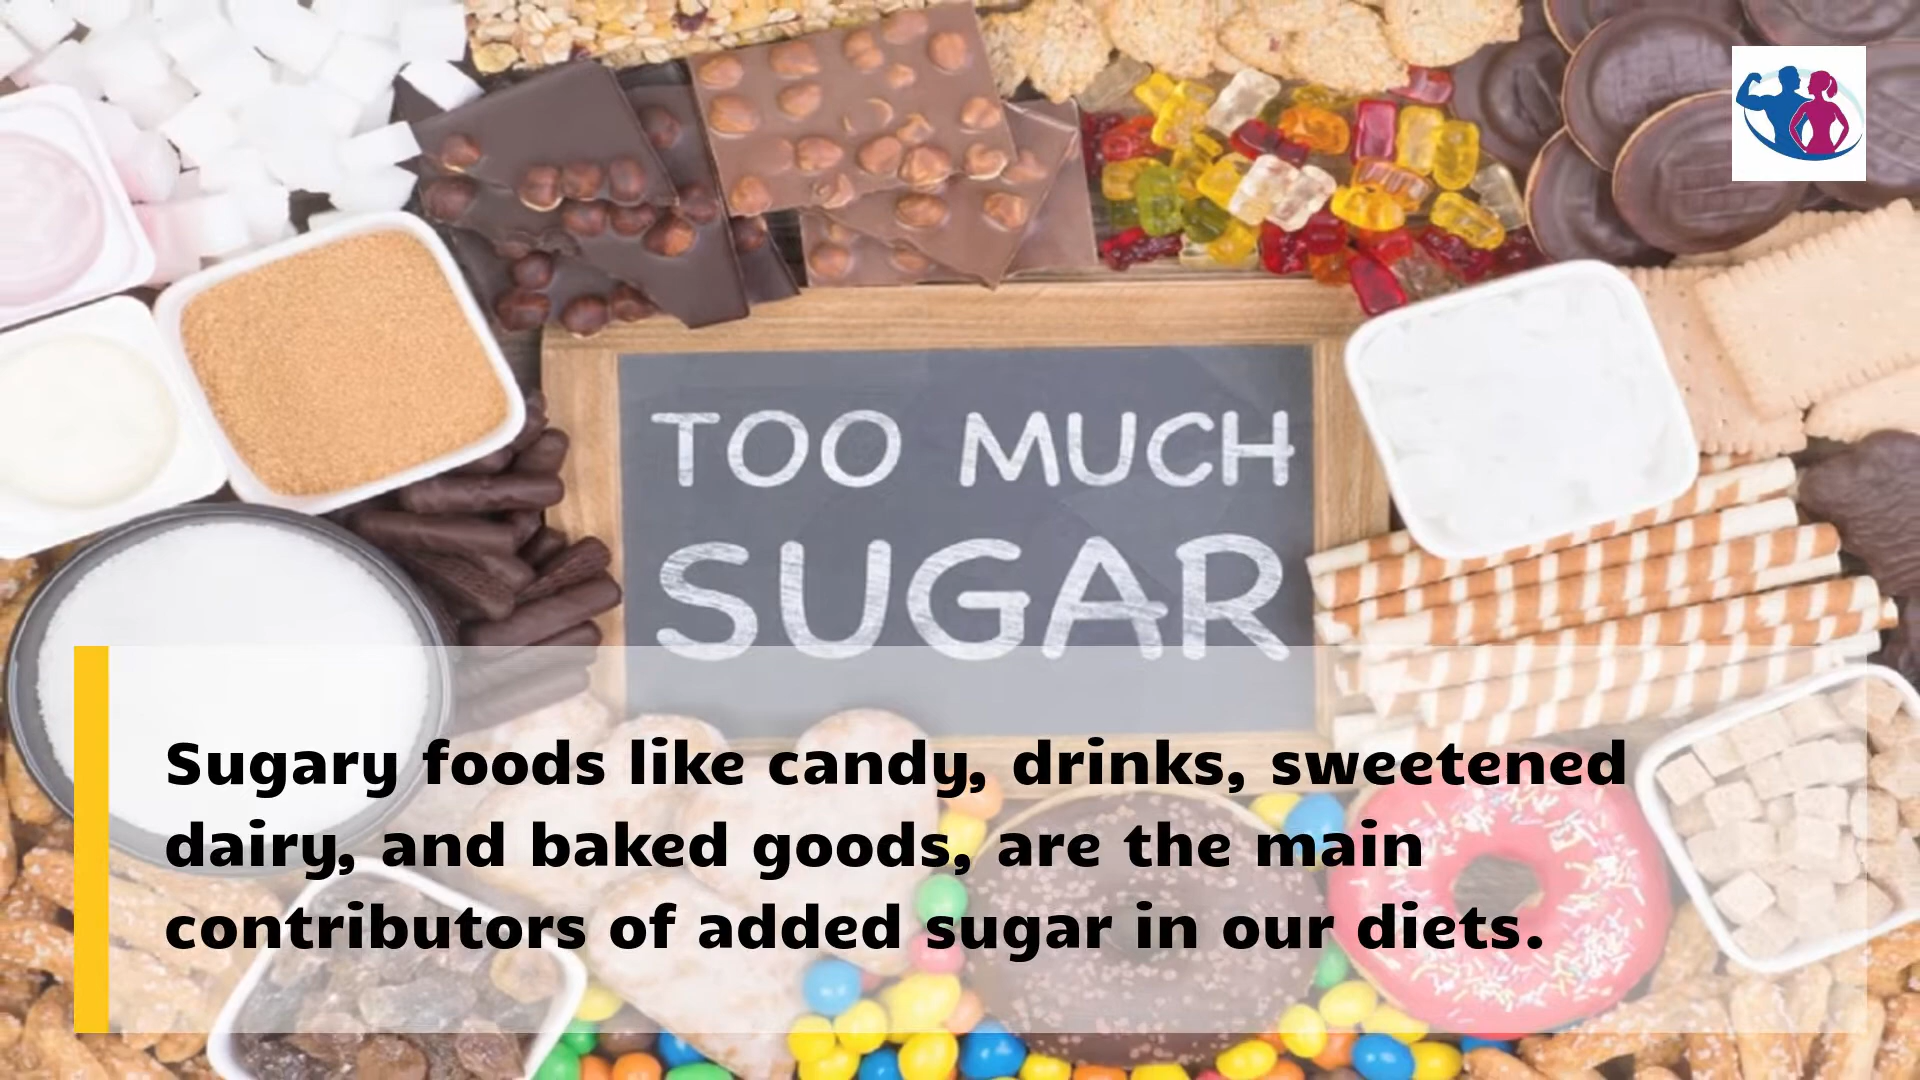 TOO MUCH
SUGAR
Sugary foods like candy, drinks, sweetened
dairy, and baked goods, are the main
contributors of added sugar in our diets.